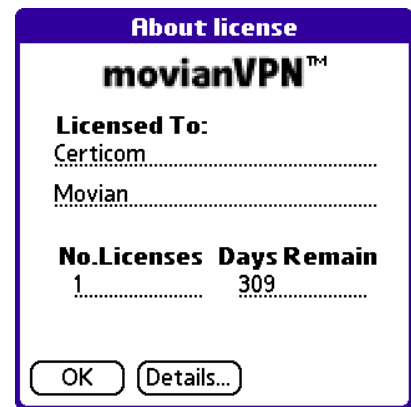 About license
movianVPN™
Licensed To:
Certicom
Movian
No.Licenses Days Remain
1 309
OK Details...